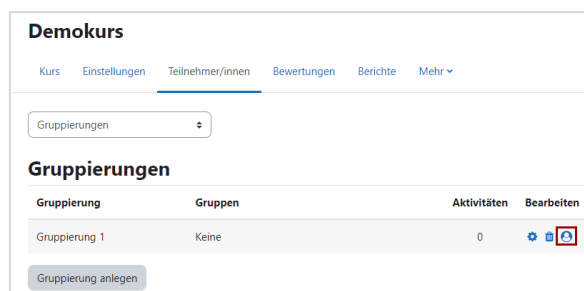 Demokurs
Kurs Einstellungen Teilnehmer/innen Bewertungen Berichte Mehr
Gruppierungen
Gruppierungen
Gruppierung Gruppen Aktivitäten Bearbeiten
Gruppierung 1 Keine 0
Gruppierung anlegen